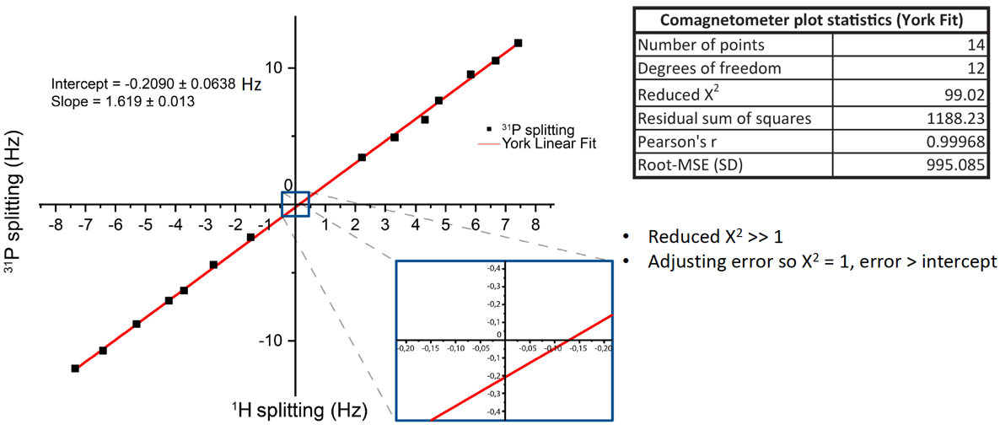 Intercept = -0.2090 ± 0.0638 Hz
Slope = 1.619 ± 0.013
10
0
-10
-8 -7 -6 -5 -4 -3 -2 -1 1 2 3 4 5 6 7 8
³¹P splitting (Hz)
¹H splitting (Hz)
³¹P splitting
York Linear Fit
-0,4
-0,3
-0,2
-0,1
0
-0,20 -0,15 -0,10 -0,05 -0,05 -0,10 -0,15 -0,20
-0,1
-0,2
-0,3
-0,4
Comagnetometer plot statistics (York Fit)
Number of points 14
Degrees of freedom 12
Reduced X² 99.02
Residual sum of squares 1188.23
Pearson's r 0.99968
Root-MSE (SD) 995.085
• Reduced X² >> 1
• Adjusting error so X² = 1, error > intercept